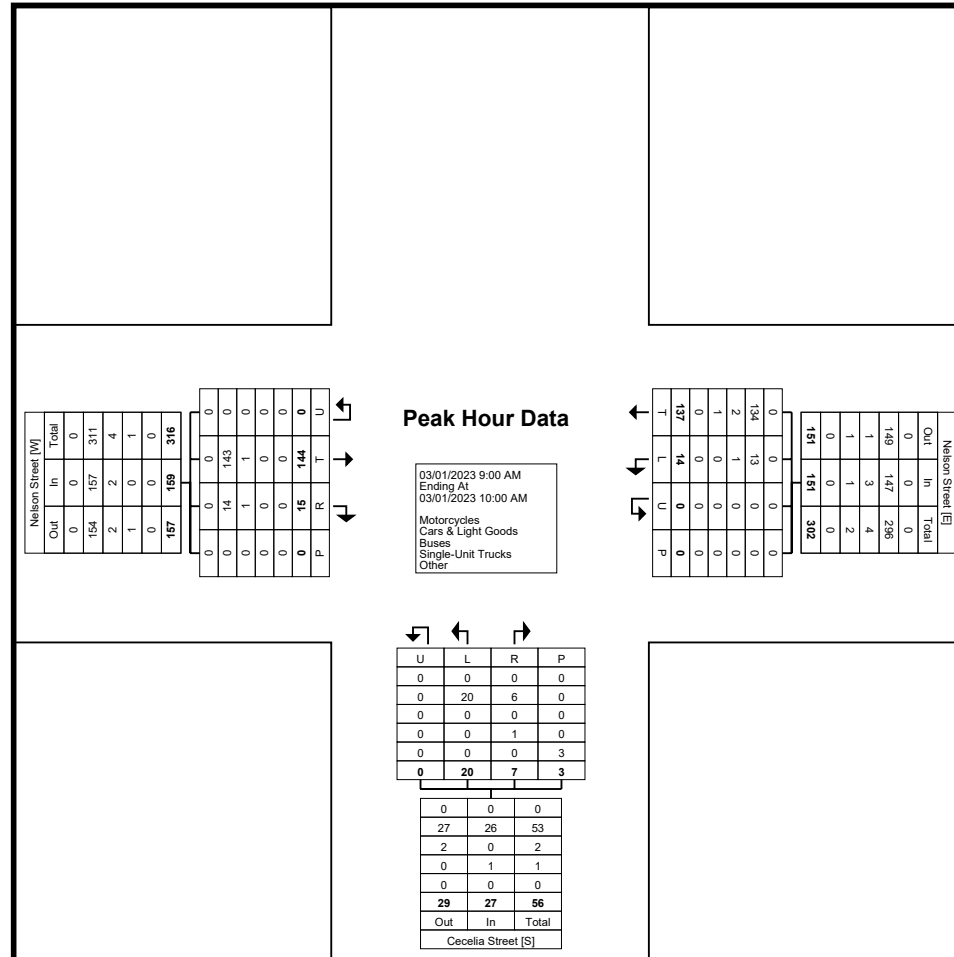 Peak Hour Data
03/01/2023 9:00 AM
Ending At
03/01/2023 10:00 AM
Motorcycles
Cars & Light Goods
Buses
Single-Unit Trucks
Other
U T R P
0 144 15 0
0 0 0 0
0 0 0 0
0 1 1 0
0 143 14 0
0 0 0 0
316 159 157
0 0 0
1 0 1
4 2 2
311 157 154
0 0 0
Total In Out
Nelson Street [W]
Nelson Street [E]
Out In Total
0 0 0
149 147 296
1 3 4
1 1 2
0 0 0
151 151 302
0 0 0 0
134 13 0 0
2 1 0 0
1 0 0 0
0 0 0 0
137 14 0 0
T L U P
U L R P
0 0 0 0
0 20 6 0
0 0 0 0
0 0 1 0
0 0 0 3
0 20 7 3
0 0 0
27 26 53
2 0 2
0 1 1
0 0 0
29 27 56
Out In Total
Cecelia Street [S]